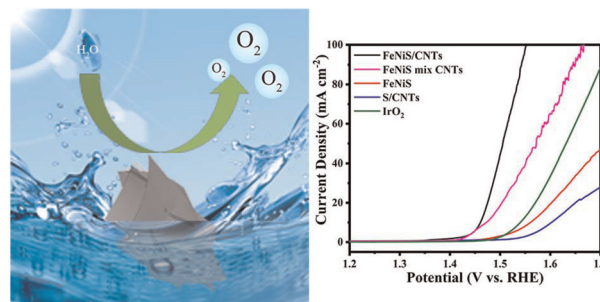 H₂O
O₂
O₂
O₂
FeNiS/CNTs
FeNiS mix CNTs
FeNiS
S/CNTs
IrO₂
Current Density (mA cm⁻²)
100
80
60
40
20
0
1.2 1.3 1.4 1.5 1.6 1.
Potential (V vs. RHE)